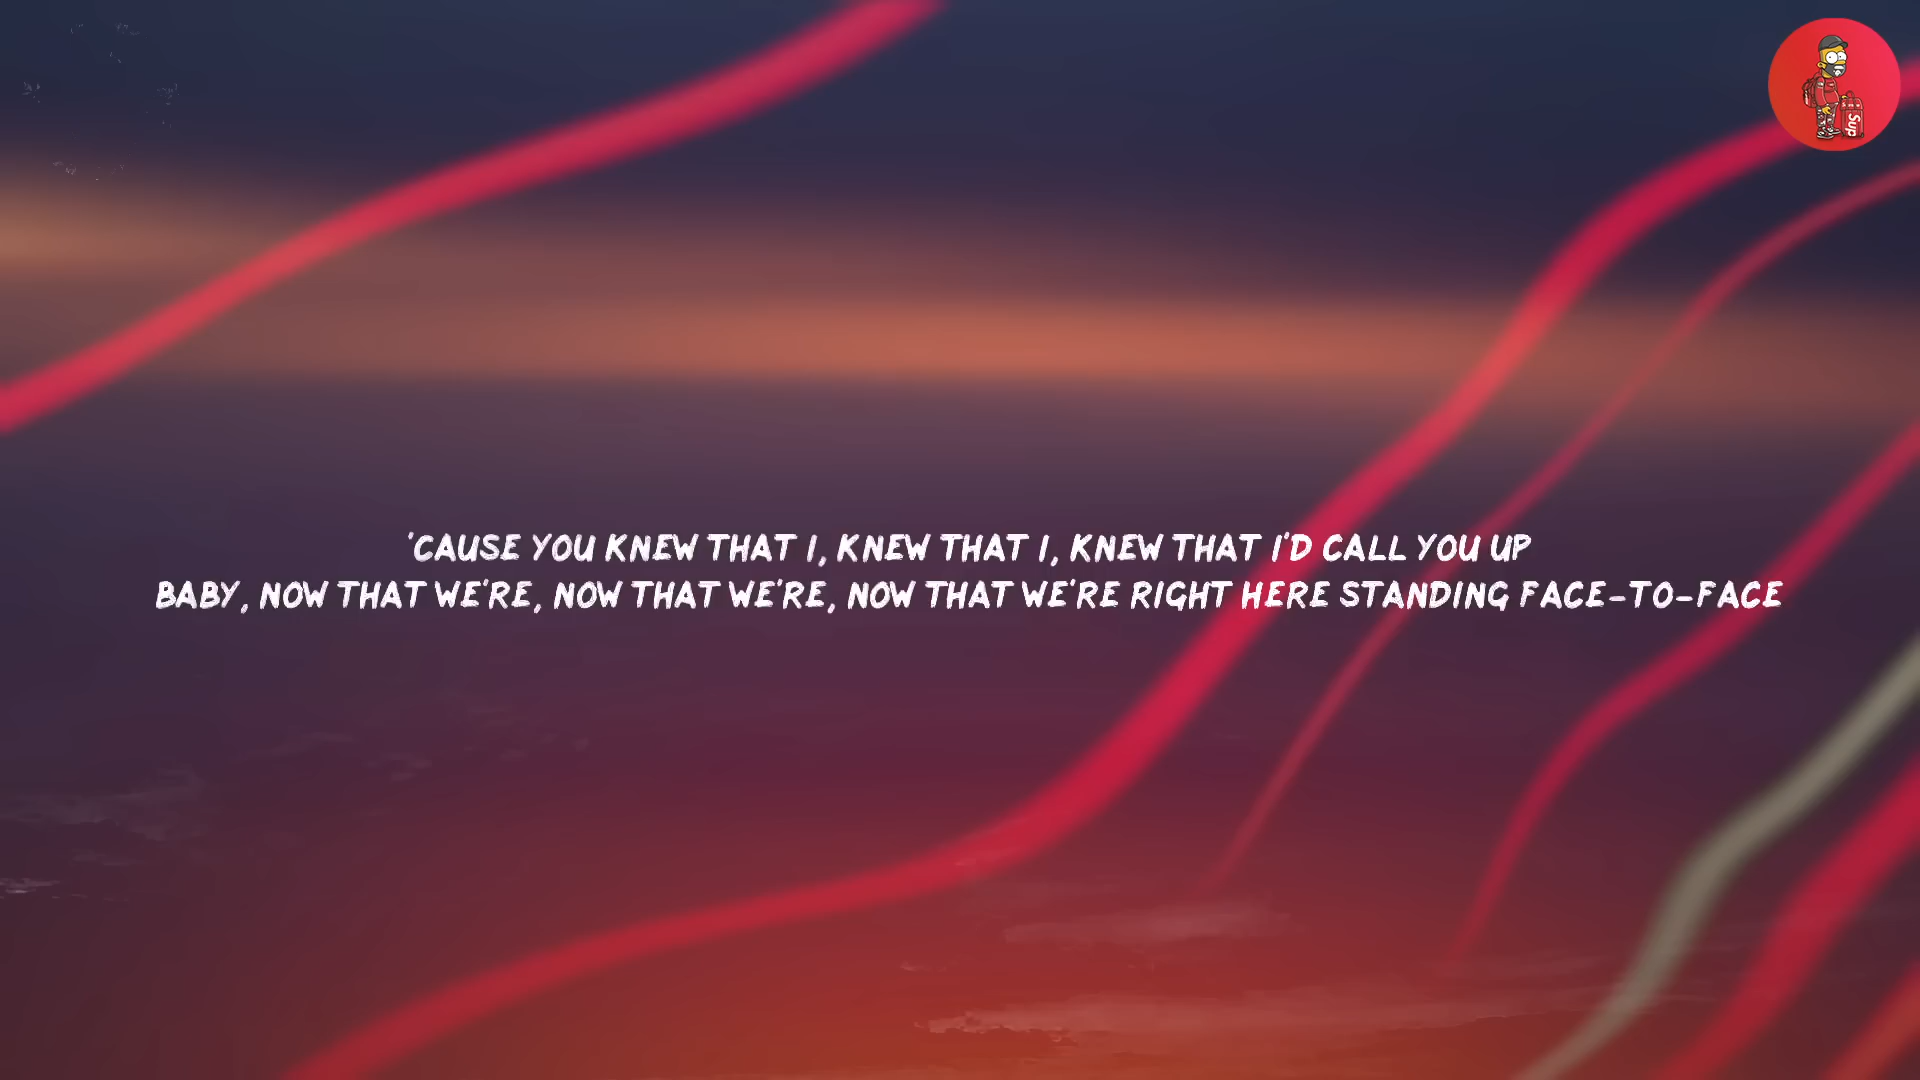 Sup
'CAUSE YOU KNEW THAT I, KNEW THAT I, KNEW THAT I'D CALL YOU UP
BABY, NOW THAT WE'RE, NOW THAT WE'RE, NOW THAT WE'RE RIGHT HERE STANDING FACE-TO-FACE